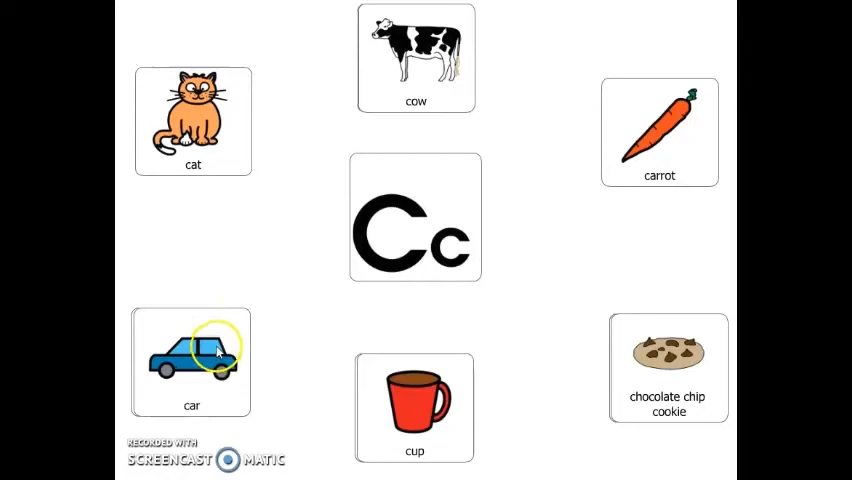 cow
cat
carrot
Cc
car
chocolate chip
cookie
cup
RECORDED WITH
SCREENCAST MATIC